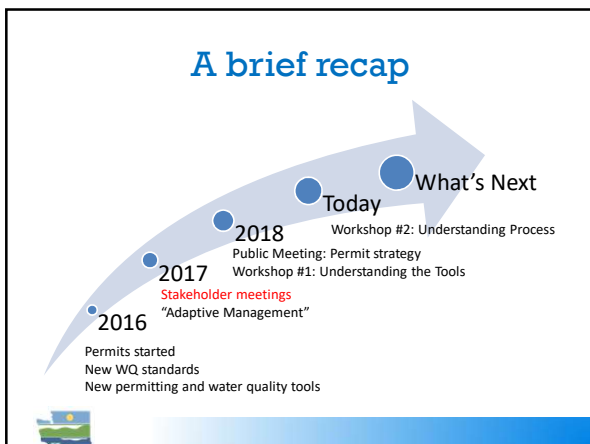 A brief recap
What's Next
Today
Workshop #2: Understanding Process
2018
Public Meeting: Permit strategy
Workshop #1: Understanding the Tools
2017
Stakeholder meetings
“Adaptive Management”
2016
Permits started
New WQ standards
New permitting and water quality tools